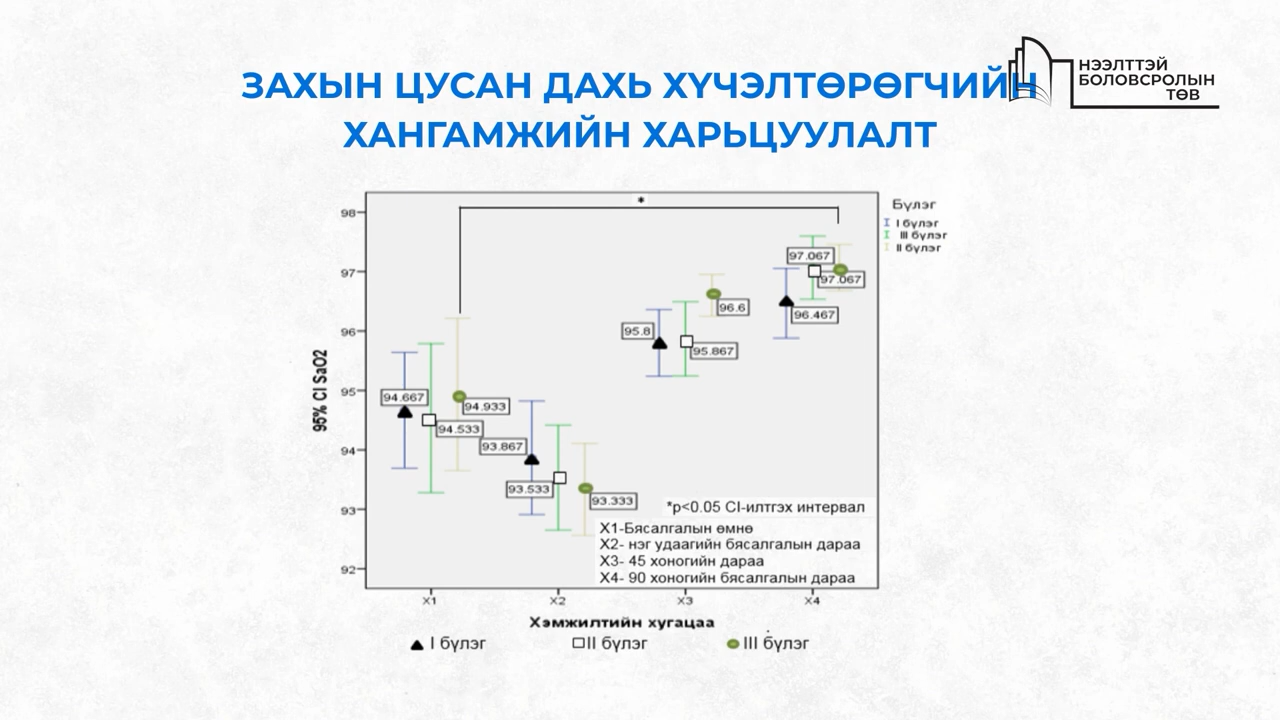 ЗАХЫН ЦУСАН ДАХЬ ХҮЧЭЛТӨРӨГЧИЙН
ХАНГАМЖИЙН ХАРЬЦУУЛАЛТ
НЭЭЛТТЭЙ
БОЛОВСРОЛЫН
ТӨВ
*
98
97
96
95
94
93
92
95% CI SaO2
94.667
94.533
94.933
93.867
93.533
93.333
95.8
95.867
96.6
96.467
97.067
97.067
Бүлэг
I бүлэг
III бүлэг
II бүлэг
*p<0.05 CI-илтгэх интервал
X1-Бясалгалын өмнө
X2- нэг удаагийн бясалгалын дараа
X3- 45 хоногийн дараа
X4- 90 хоногийн бясалгалын дараа
X1 X2 X3 X4
Хэмжилтийн хугацаа
I бүлэг II бүлэг III бүлэг